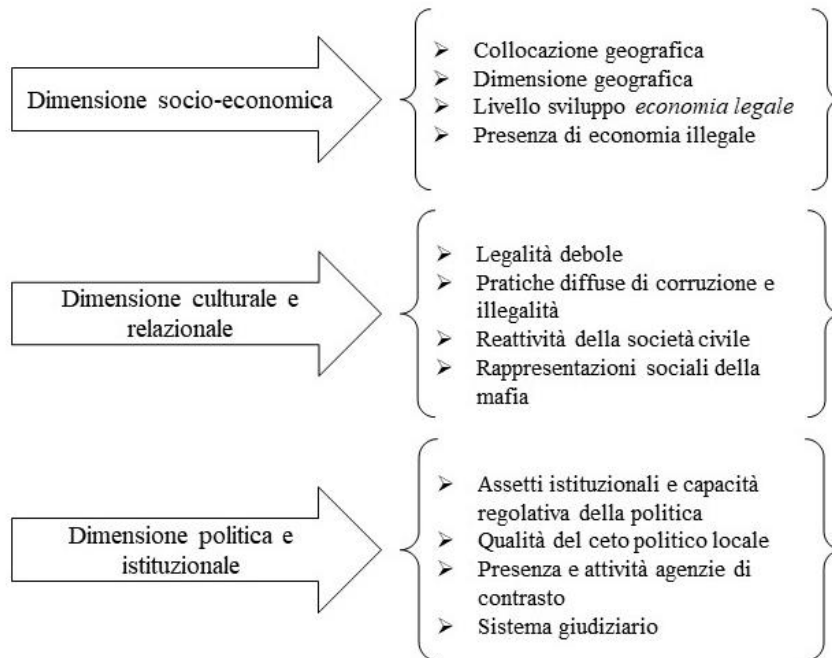 Dimensione socio-economica
➢ Collocazione geografica
➢ Dimensione geografica
➢ Livello sviluppo economia legale
➢ Presenza di economia illegale
Dimensione culturale e
relazionale
➢ Legalità debole
➢ Pratiche diffuse di corruzione e
illegalità
➢ Reattività della società civile
➢ Rappresentazioni sociali della
mafia
Dimensione politica e
istituzionale
➢ Assetti istituzionali e capacità
regolativa della politica
➢ Qualità del ceto politico locale
➢ Presenza e attività agenzie di
contrasto
➢ Sistema giudiziario